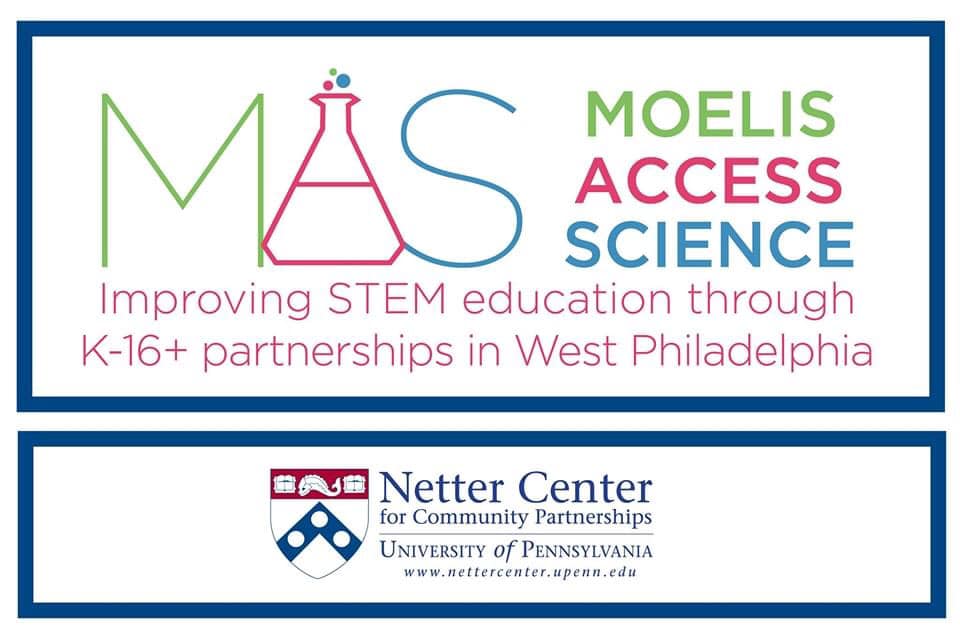 MAS
MOELIS
ACCESS
SCIENCE
Improving STEM education through
K-16+ partnerships in West Philadelphia
Netter Center
for Community Partnerships
UNIVERSITY of PENNSYLVANIA
www.nettercenter.upenn.edu